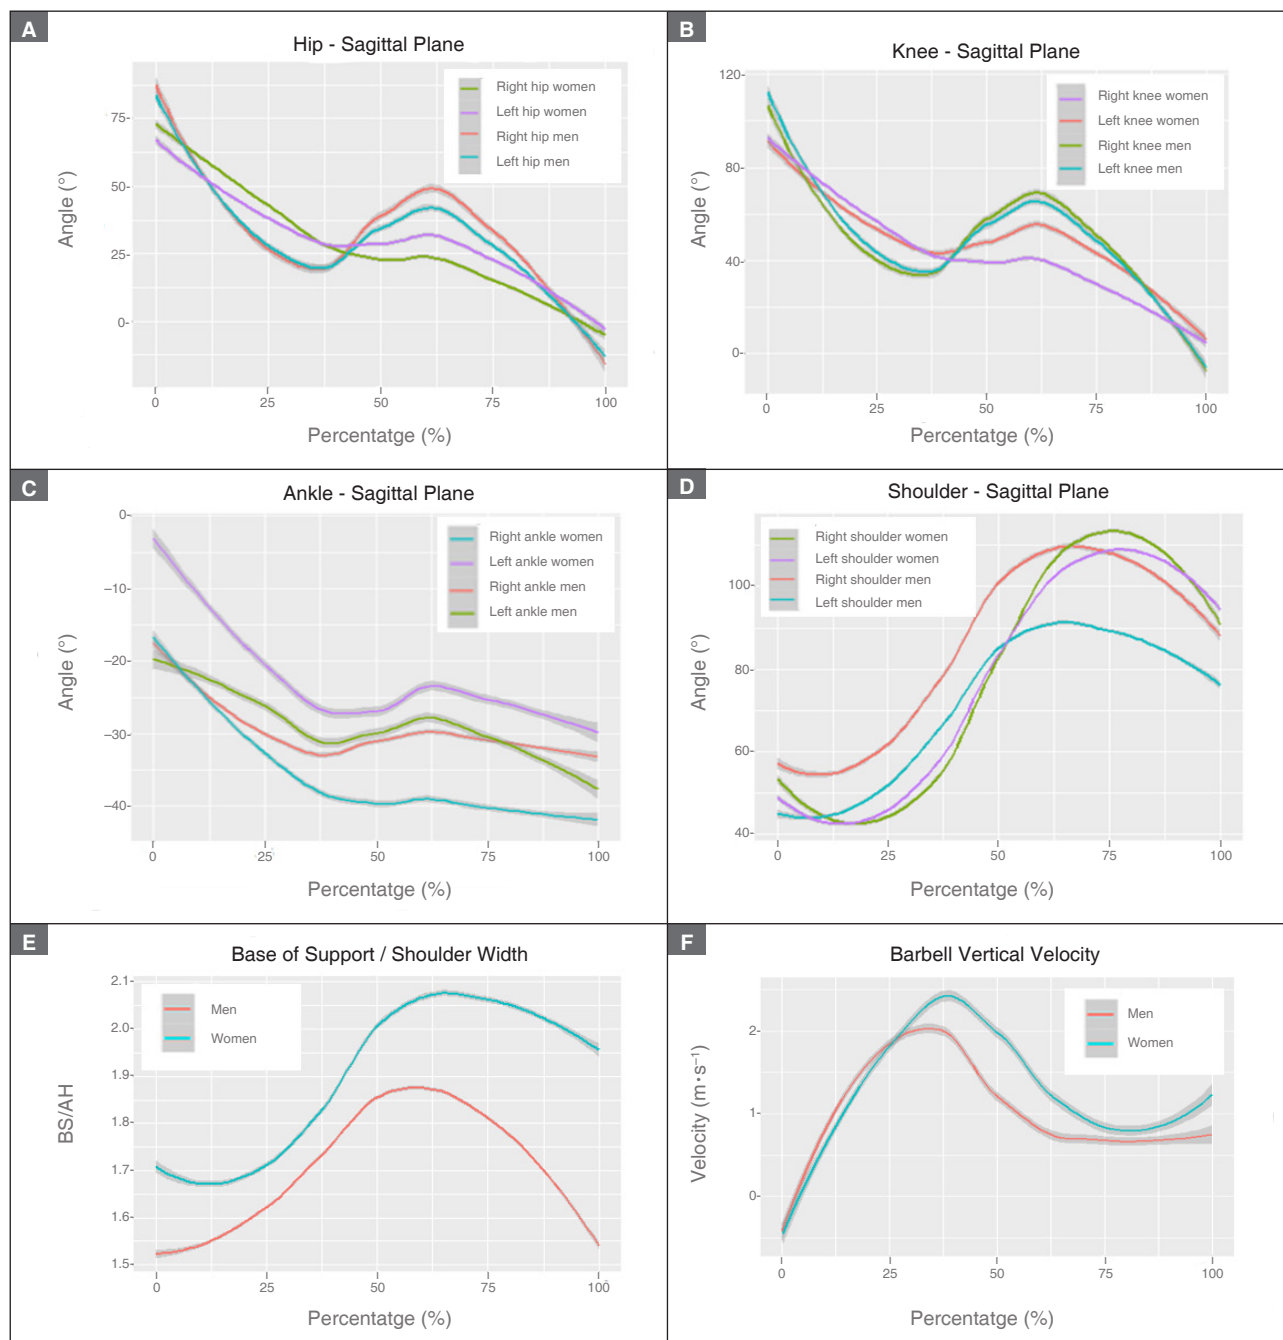 A
Hip - Sagittal Plane
Right hip women
Left hip women
Right hip men
Left hip men
75
50
25
0
Angle (°)
0 25 50 75 100
Percentatge (%)
B
Knee - Sagittal Plane
Right knee women
Left knee women
Right knee men
Left knee men
120
80
40
0
Angle (°)
0 25 50 75 100
Percentatge (%)
C
Ankle - Sagittal Plane
Right ankle women
Left ankle women
Right ankle men
Left ankle men
0
−10
−20
−30
−40
Angle (°)
0 25 50 75 100
Percentatge (%)
D
Shoulder - Sagittal Plane
Right shoulder women
Left shoulder women
Right shoulder men
Left shoulder men
100
80
60
40
Angle (°)
0 25 50 75 100
Percentatge (%)
E
Base of Support / Shoulder Width
Men
Women
2.1
2.0
1.9
1.8
1.7
1.6
1.5
BS/AH
0 25 50 75 100
Percentatge (%)
F
Barbell Vertical Velocity
Men
Women
2
1
0
Velocity (m·s⁻¹)
0 25 50 75 100
Percentatge (%)